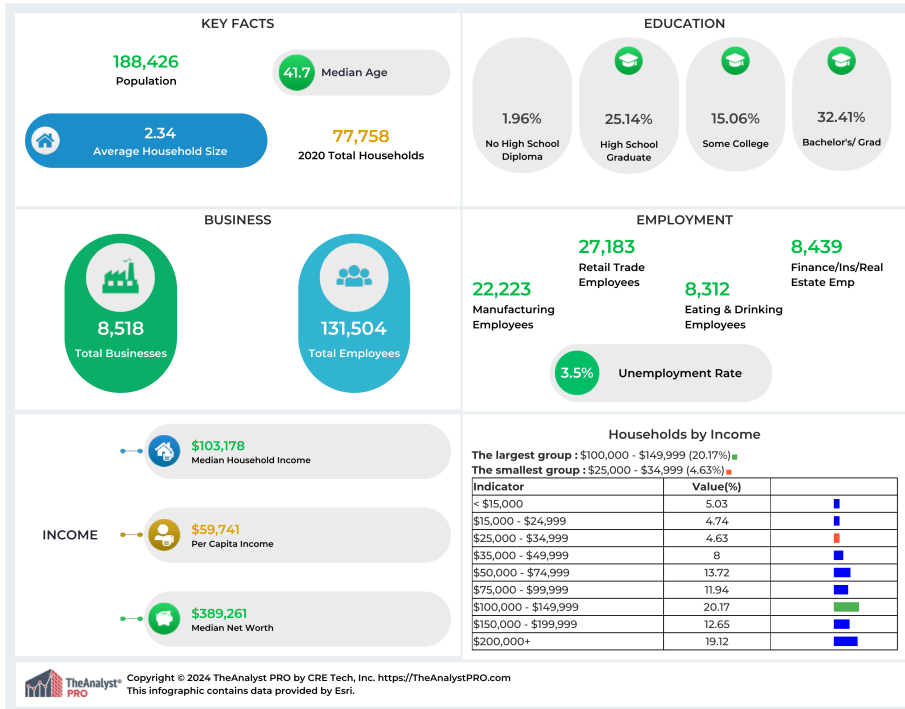 KEY FACTS
188,426
Population
41.7
Median Age
2.34
Average Household Size
77,758
2020 Total Households
EDUCATION
1.96%
No High School
Diploma
25.14%
High School
Graduate
15.06%
Some College
32.41%
Bachelor's/ Grad
BUSINESS
8,518
Total Businesses
131,504
Total Employees
EMPLOYMENT
22,223
Manufacturing
Employees
27,183
Retail Trade
Employees
8,312
Eating & Drinking
Employees
8,439
Finance/Ins/Real
Estate Emp
3.5%
Unemployment Rate
INCOME
$103,178
Median Household Income
$59,741
Per Capita Income
$389,261
Median Net Worth
Households by Income
The largest group : $100,000 - $149,999 (20.17%)
The smallest group : $25,000 - $34,999 (4.63%)
Indicator Value(%)
< $15,000 5.03
$15,000 - $24,999 4.74
$25,000 - $34,999 4.63
$35,000 - $49,999 8
$50,000 - $74,999 13.72
$75,000 - $99,999 11.94
$100,000 - $149,999 20.17
$150,000 - $199,999 12.65
$200,000+ 19.12
TheAnalyst®
PRO
Copyright © 2024 TheAnalyst PRO by CRE Tech, Inc. https://TheAnalystPRO.com
This infographic contains data provided by Esri.